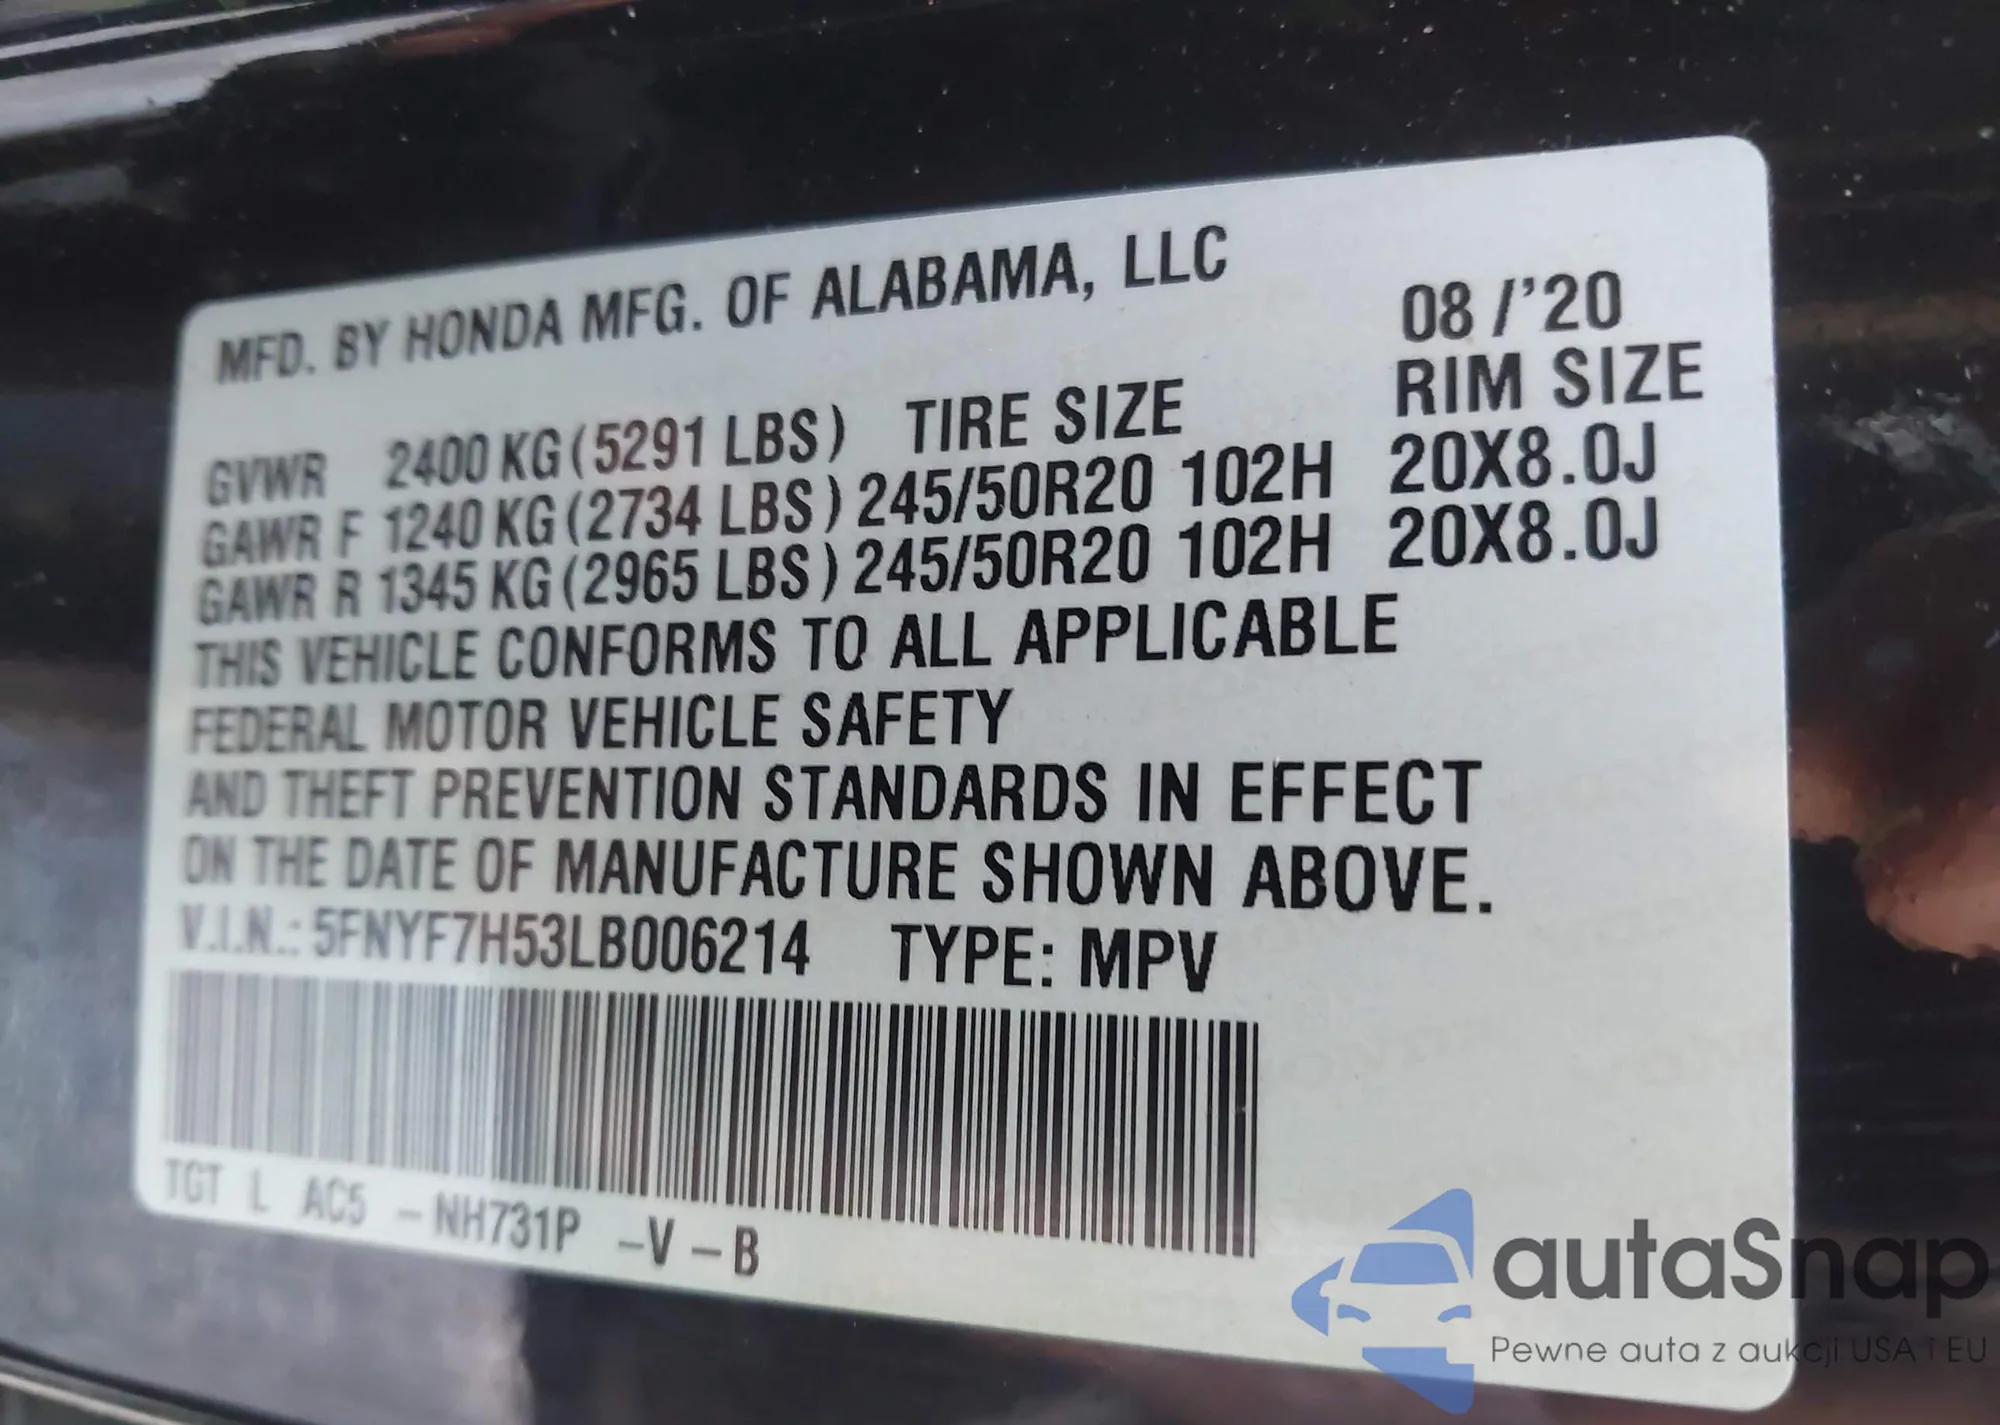 MFD. BY HONDA MFG. OF ALABAMA, LLC 08 /'20
RIM SIZE
GVWR 2400 KG (5291 LBS) TIRE SIZE
GAWR F 1240 KG (2734 LBS) 245/50R20 102H 20X8.0J
GAWR R 1345 KG (2965 LBS) 245/50R20 102H 20X8.0J
THIS VEHICLE CONFORMS TO ALL APPLICABLE
FEDERAL MOTOR VEHICLE SAFETY
AND THEFT PREVENTION STANDARDS IN EFFECT
ON THE DATE OF MANUFACTURE SHOWN ABOVE.
V.I.N.: 5FNYF7H53LB006214 TYPE: MPV
TGT L AC5 -NH731P -V -B
autaSnap
Pewne auta z aukcji USA i EU